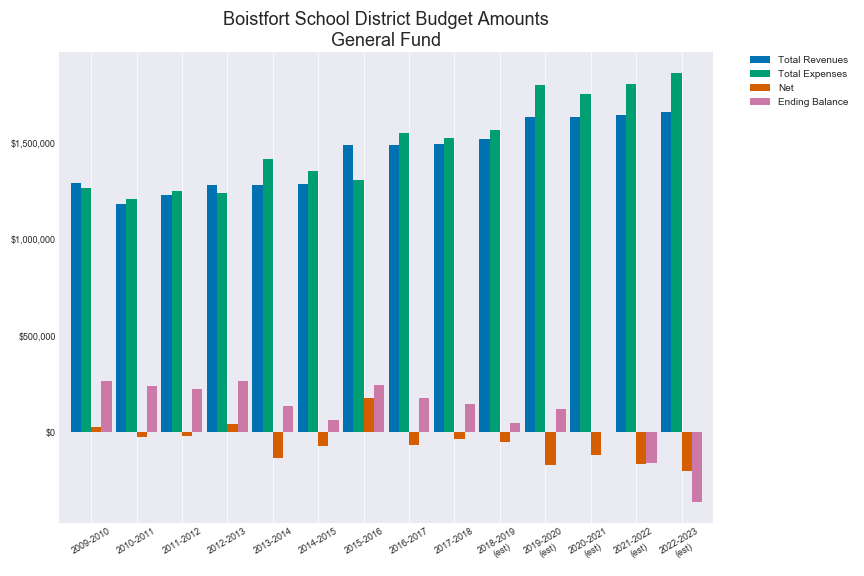 Boistfort School District Budget Amounts
General Fund
Total Revenues
Total Expenses
Net
Ending Balance
$1,500,000
$1,000,000
$500,000
$0
2009-2010
2010-2011
2011-2012
2012-2013
2013-2014
2014-2015
2015-2016
2016-2017
2017-2018
2018-2019
(est)
2019-2020
(est)
2020-2021
(est)
2021-2022
(est)
2022-2023
(est)